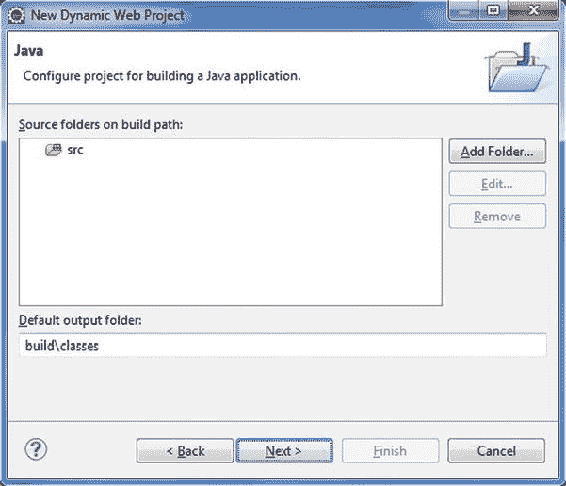 New Dynamic Web Project
Java
Configure project for building a Java application.
Source folders on build path:
src
Add Folder...
Edit...
Remove
Default output folder:
build\classes
?
< Back
Next >
Finish
Cancel